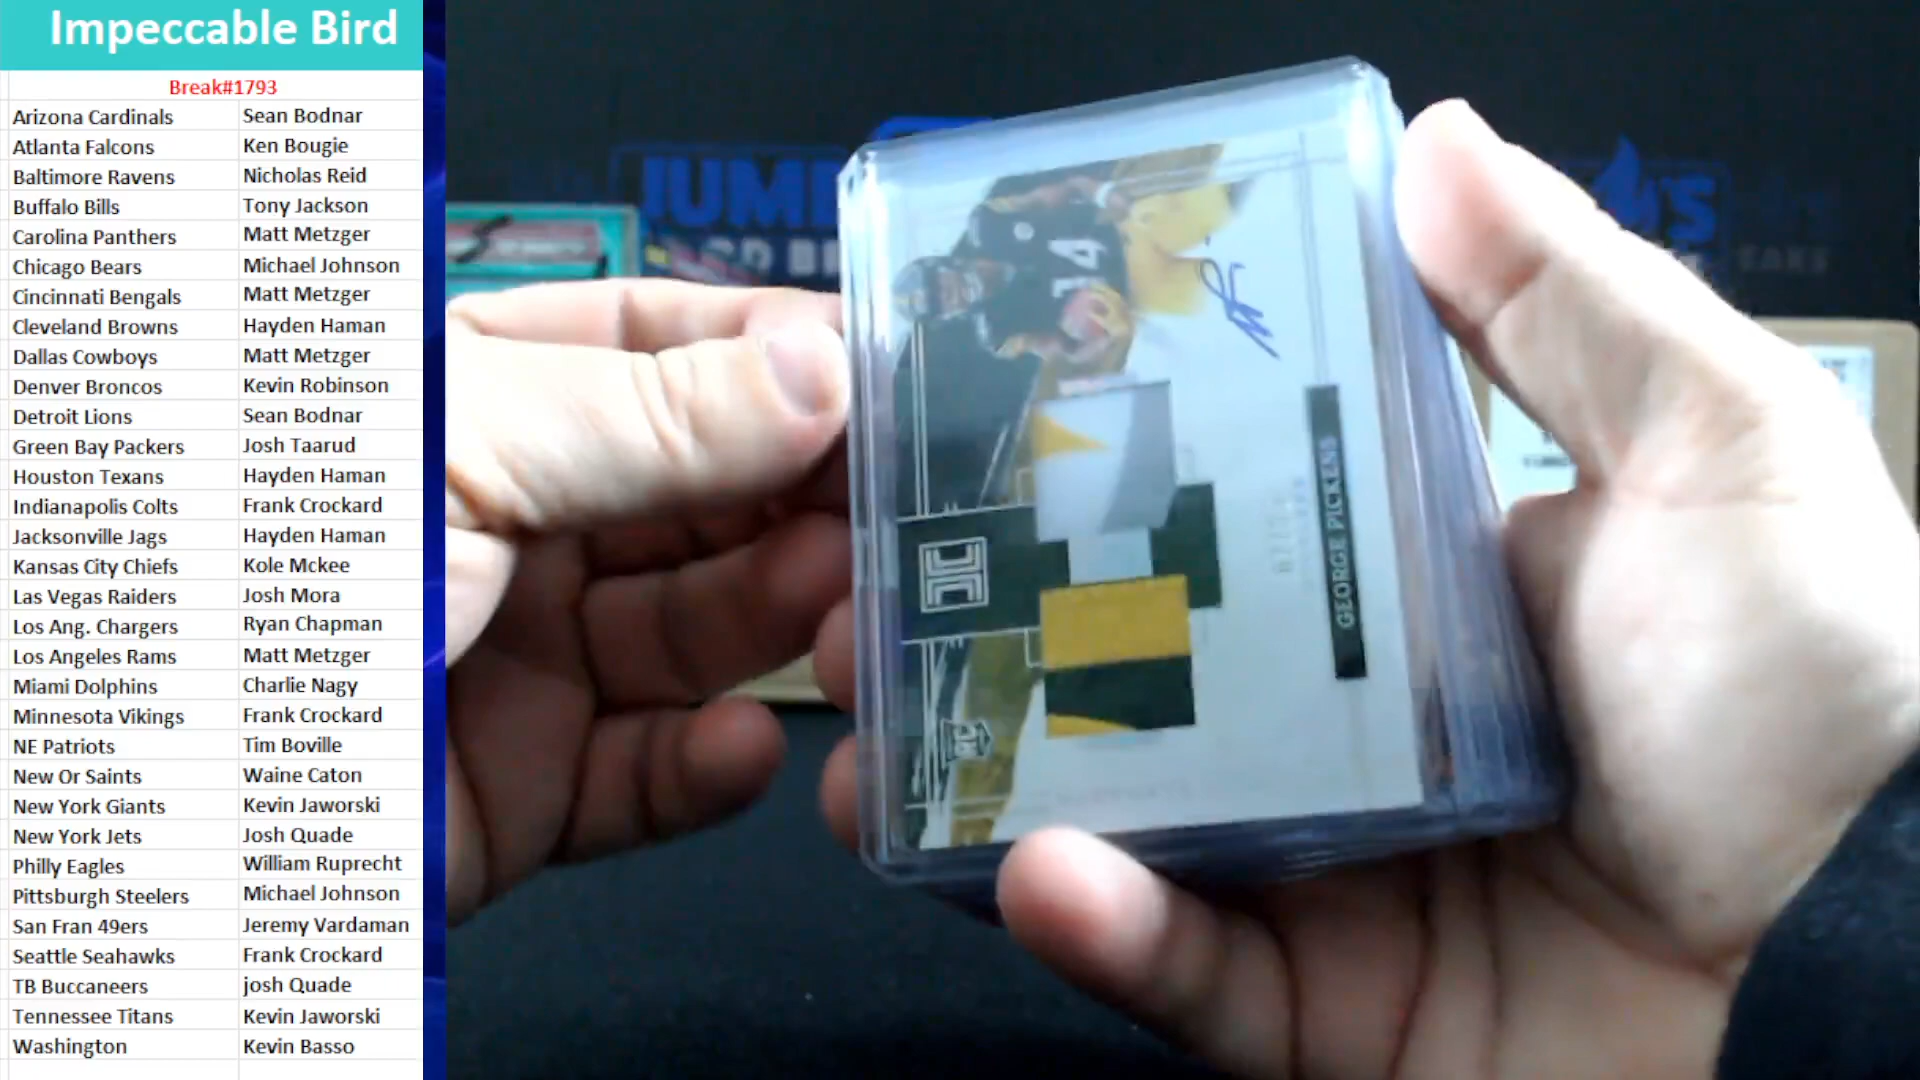 Impeccable Bird
Break#1793
Arizona Cardinals Sean Bodnar
Atlanta Falcons Ken Bougie
Baltimore Ravens Nicholas Reid
Buffalo Bills Tony Jackson
Carolina Panthers Matt Metzger
Chicago Bears Michael Johnson
Cincinnati Bengals Matt Metzger
Cleveland Browns Hayden Haman
Dallas Cowboys Matt Metzger
Denver Broncos Kevin Robinson
Detroit Lions Sean Bodnar
Green Bay Packers Josh Taarud
Houston Texans Hayden Haman
Indianapolis Colts Frank Crockard
Jacksonville Jags Hayden Haman
Kansas City Chiefs Kole Mckee
Las Vegas Raiders Josh Mora
Los Ang. Chargers Ryan Chapman
Los Angeles Rams Matt Metzger
Miami Dolphins Charlie Nagy
Minnesota Vikings Frank Crockard
NE Patriots Tim Boville
New Or Saints Waine Caton
New York Giants Kevin Jaworski
New York Jets Josh Quade
Philly Eagles William Ruprecht
Pittsburgh Steelers Michael Johnson
San Fran 49ers Jeremy Vardaman
Seattle Seahawks Frank Crockard
TB Buccaneers josh Quade
Tennessee Titans Kevin Jaworski
Washington Kevin Basso
JUM
GEORGE PICKENS
RC